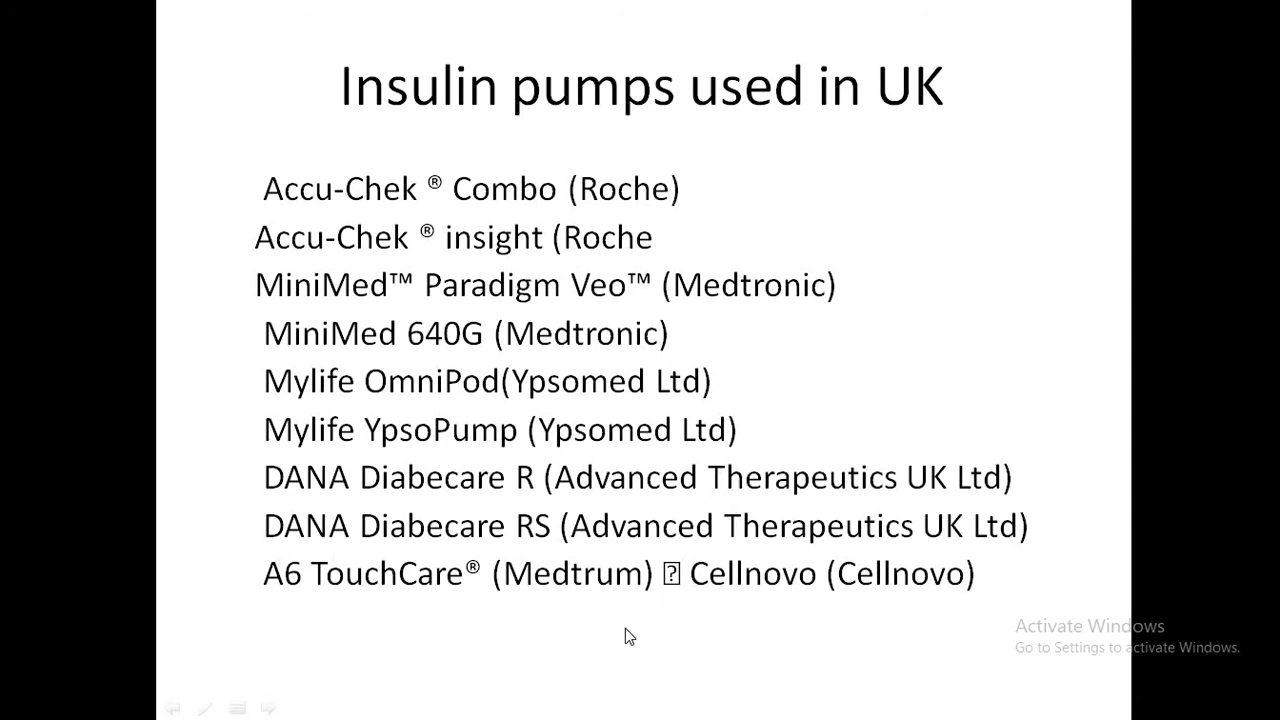 Insulin pumps used in UK
Accu-Chek ® Combo (Roche)
Accu-Chek ® insight (Roche
MiniMed™ Paradigm Veo™ (Medtronic)
MiniMed 640G (Medtronic)
Mylife OmniPod(Ypsomed Ltd)
Mylife YpsoPump (Ypsomed Ltd)
DANA Diabecare R (Advanced Therapeutics UK Ltd)
DANA Diabecare RS (Advanced Therapeutics UK Ltd)
A6 TouchCare® (Medtrum) 🯄 Cellnovo (Cellnovo)
Activate Windows
Go to Settings to activate Windows.